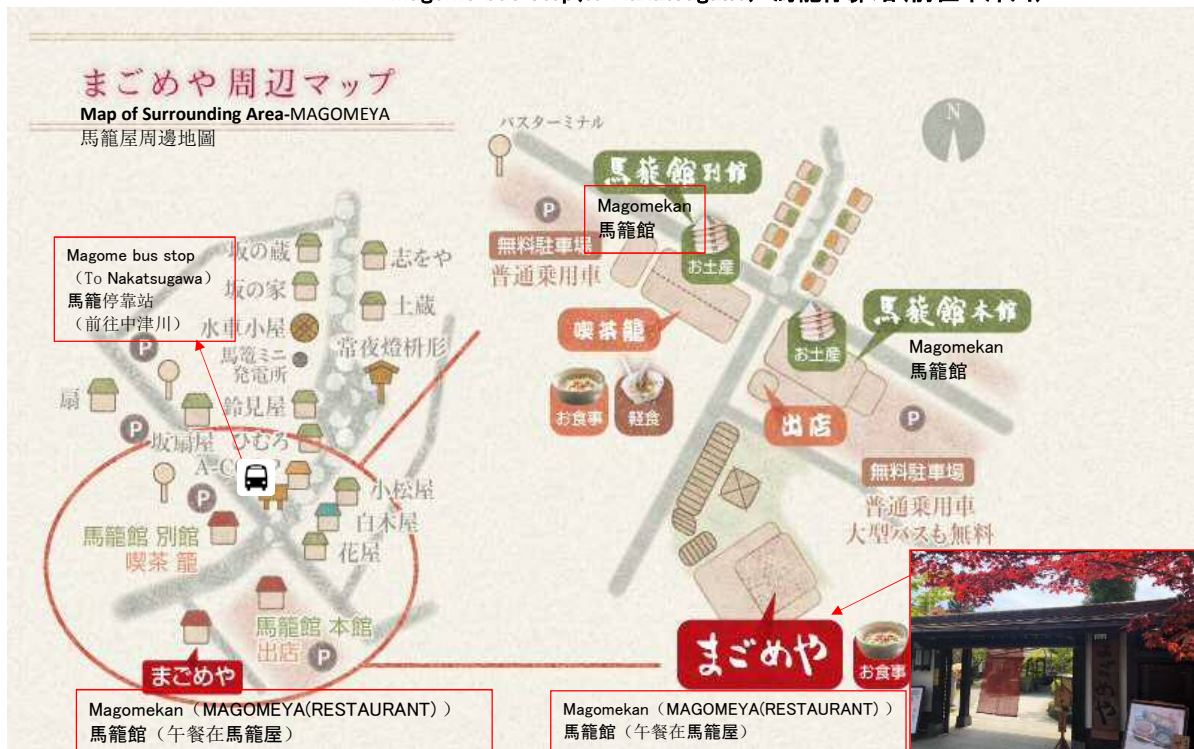 まごめや周辺マップ
Map of Surrounding Area-MAGOMEYA
馬籠屋周邊地圖
Magome bus stop
（To Nakatsugawa）
馬籠停靠站
（前往中津川）
P
坂の蔵
志をや
坂の家
土蔵
水車小屋
常夜燈枡形
馬篭ミニ
発電所
扇
鈴見屋
P
坂扇屋
ひむろ
P
小松屋
白木屋
花屋
馬籠館 別館
喫茶 籠
馬籠館 本館
出店 P
まごめや
Magomekan（MAGOMEYA(RESTAURANT)）
馬籠館（午餐在馬籠屋）
N
バスターミナル
馬籠館別館
P
Magomekan
馬籠館
お土産
無料駐車場
普通乗用車
喫茶籠
お食事
軽食
馬籠館本館
お土産
Magomekan
馬籠館
出店
P
無料駐車場
普通乗用車
大型バスも無料
まごめや
お食事
Magomekan（MAGOMEYA(RESTAURANT)）
馬籠館（午餐在馬籠屋）